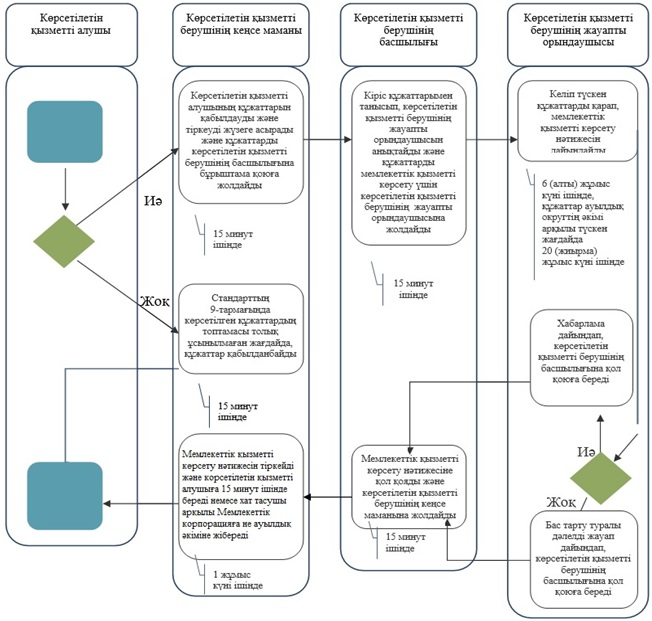 Көрсетілетін
қызметті алушы
Көрсетілетін қызметті
берушінің кеңсе маманы
Көрсетілетін қызметті
берушінің
басшылығы
Көрсетілетін қызметті
берушінің жауапты
орындаушысы
Көрсетілетін қызметті
алушының құжаттарын
қабылдауды және
тіркеуді жүзеге асырады
және құжаттарды
көрсетілетін қызметті
берушінің басшылығына
бұрыштама қоюға
жолдайды
15 минут
ішінде
Кіріс құжаттарымен
танысып, көрсетілетін
қызметті берушінің
жауапты
орындаушысын
анықтайды және
құжаттарды
мемлекеттік қызметті
көрсету үшін
көрсетілетін қызметті
берушінің жауапты
орындаушысына
жолдайды
15 минут
ішінде
Келіп түскен
құжаттарды қарап,
мемлекеттік
қызметті көрсету
нәтижесін
дайындайды
6 (алты) жұмыс
күні ішінде,
құжаттар ауылдық
округтің әкімі
арқылы түскен
жағдайда
20 (жиырма)
жұмыс күні ішінде
Иә
Жоқ
Стандарттың
9-тармағында
көрсетілген құжаттардың
топтамасы толық
ұсынылмаған жағдайда,
құжаттар қабылданбайды
15 минут
ішінде
Хабарлама
дайындап,
көрсетілетін
қызметті берушінің
басшылығына қол
қоюға береді
Иә
Жоқ
Мемлекеттік қызметті
көрсету нәтижесін тіркейді
және көрсетілетін қызметті
алушыға 15 минут ішінде
береді немесе хат тасушы
арқылы Мемлекеттік
корпорацияға не ауылдық
әкіміне жібереді
1 жұмыс
күні ішінде
Мемлекеттік қызметті
көрсету нәтижесіне
қол қояды және
көрсетілетін қызметті
берушінің кеңсе
маманына жолдайды
15 минут
ішінде
Бас тарту туралы
дәлелді жауап
дайындап,
көрсетілетін қызметті
берушінің
басшылығына қол
қоюға береді